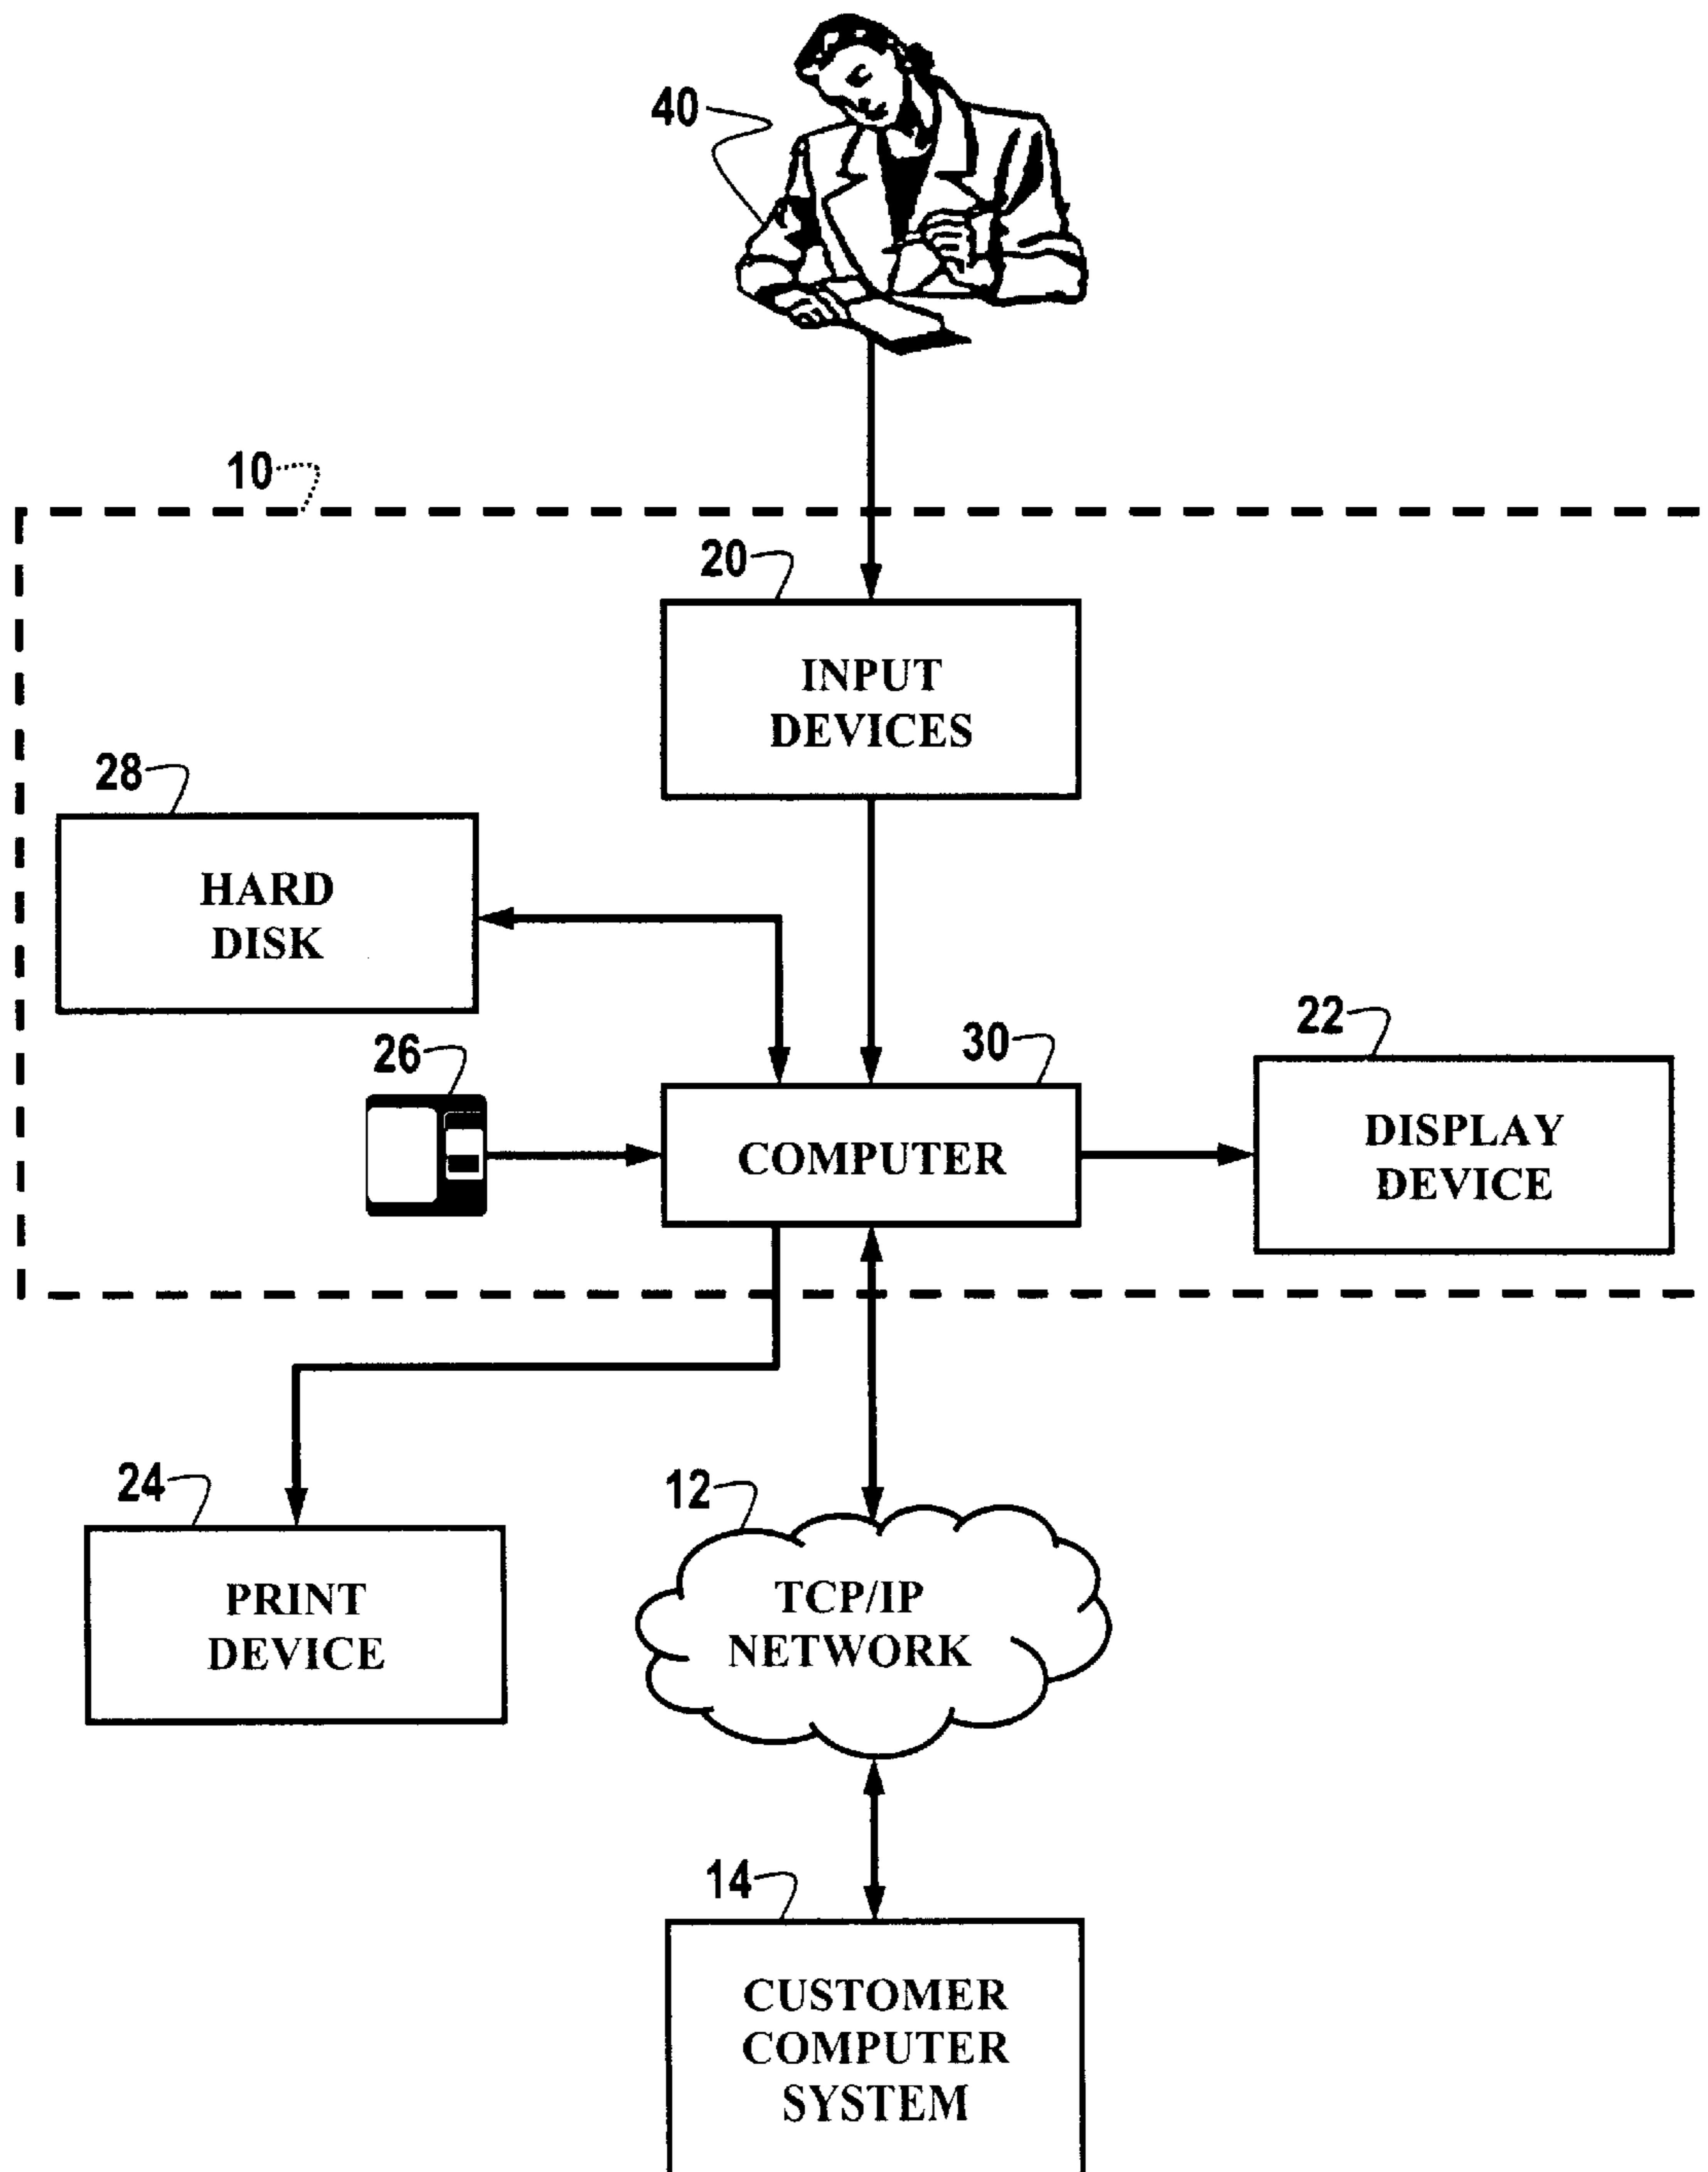 40
10
20
INPUT
DEVICES
28
HARD
DISK
26
30
COMPUTER
22
DISPLAY
DEVICE
24
PRINT
DEVICE
12
TCP/IP
NETWORK
14
CUSTOMER
COMPUTER
SYSTEM